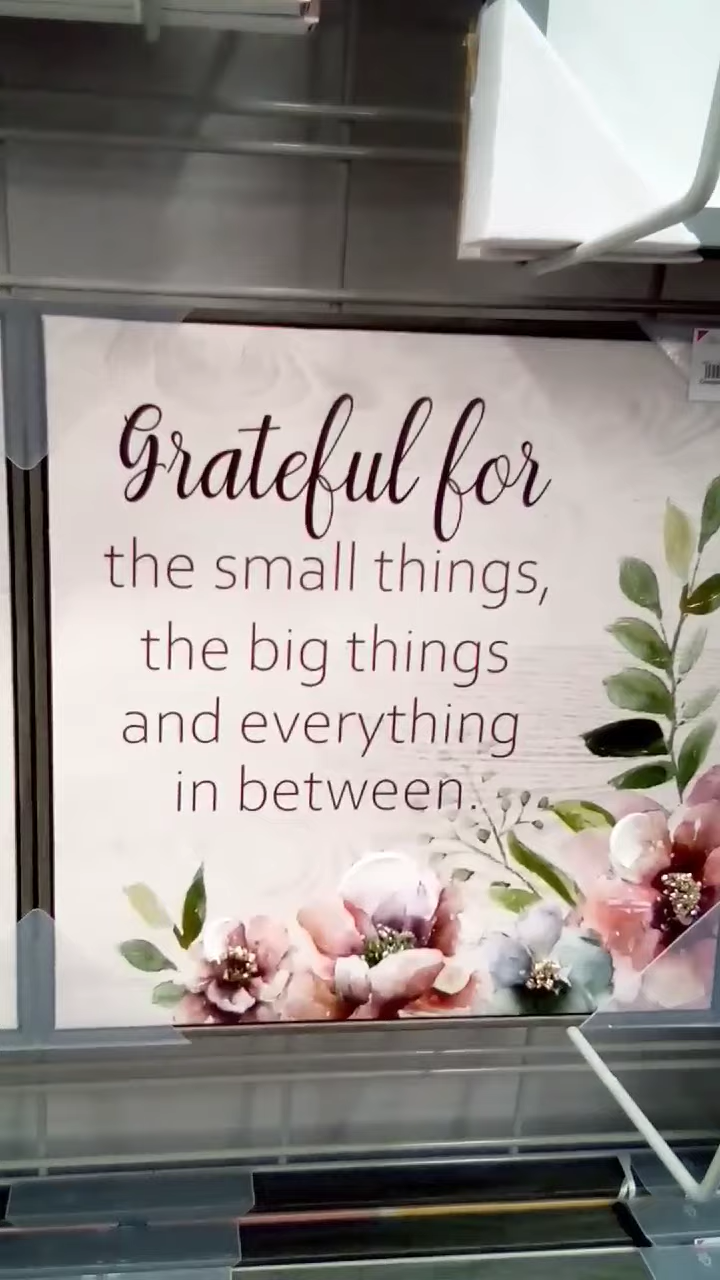 Grateful for
the small things,
the big things
and everything
in between.